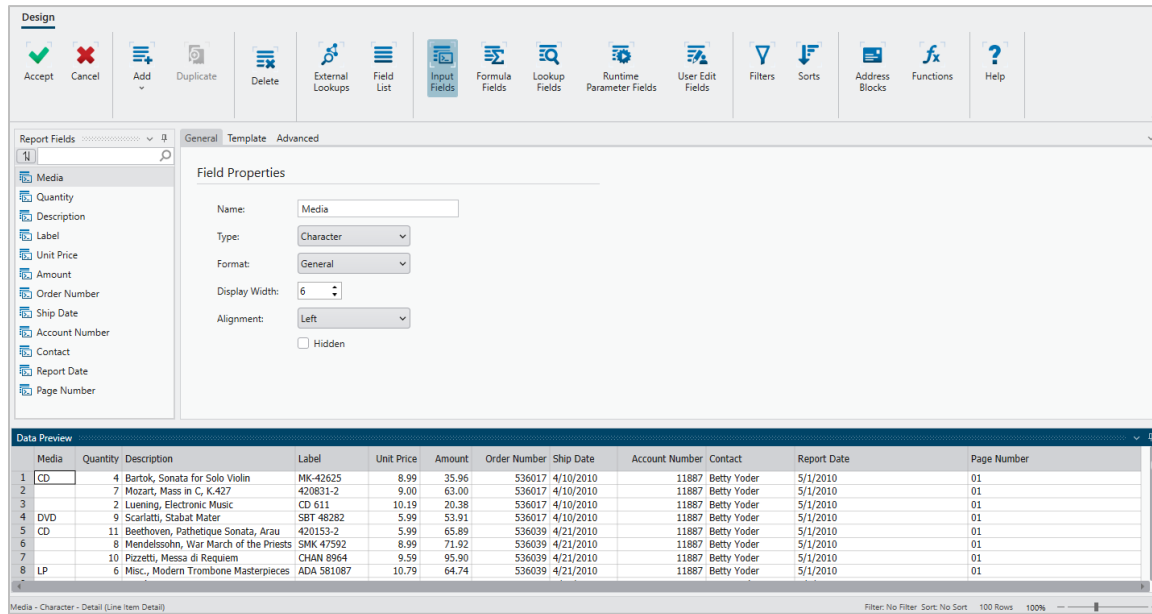 Design
Accept Cancel Add Duplicate Delete External Lookups Field List Input Fields Formula Fields Lookup Fields Runtime Parameter Fields User Edit Fields Filters Sorts Address Blocks Functions Help
Report Fields
General Template Advanced
Media
Quantity
Description
Label
Unit Price
Amount
Order Number
Ship Date
Account Number
Contact
Report Date
Page Number
Field Properties
Name: Media
Type: Character
Format: General
Display Width: 6
Alignment: Left
Hidden
Data Preview
Media Quantity Description Label Unit Price Amount Order Number Ship Date Account Number Contact Report Date Page Number
1 CD 4 Bartok, Sonata for Solo Violin MK-42625 8.99 35.96 536017 4/10/2010 11887 Betty Yoder 5/1/2010 01
2 7 Mozart, Mass in C, K.427 420831-2 9.00 63.00 536017 4/10/2010 11887 Betty Yoder 5/1/2010 01
3 2 Luening, Electronic Music CD 611 10.19 20.38 536017 4/10/2010 11887 Betty Yoder 5/1/2010 01
4 DVD 9 Scarlatti, Stabat Mater SBT 48282 5.99 53.91 536017 4/10/2010 11887 Betty Yoder 5/1/2010 01
5 CD 11 Beethoven, Pathetique Sonata, Arau 420153-2 5.99 65.89 536039 4/21/2010 11887 Betty Yoder 5/1/2010 01
6 8 Mendelssohn, War March of the Priests SMK 47592 8.99 71.92 536039 4/21/2010 11887 Betty Yoder 5/1/2010 01
7 10 Pizzetti, Messa di Requiem CHAN 8964 9.59 95.90 536039 4/21/2010 11887 Betty Yoder 5/1/2010 01
8 LP 6 Misc., Modern Trombone Masterpieces ADA 581087 10.79 64.74 536039 4/21/2010 11887 Betty Yoder 5/1/2010 01
Media - Character - Detail (Line Item Detail) Filter: No Filter Sort: No Sort 100 Rows 100%